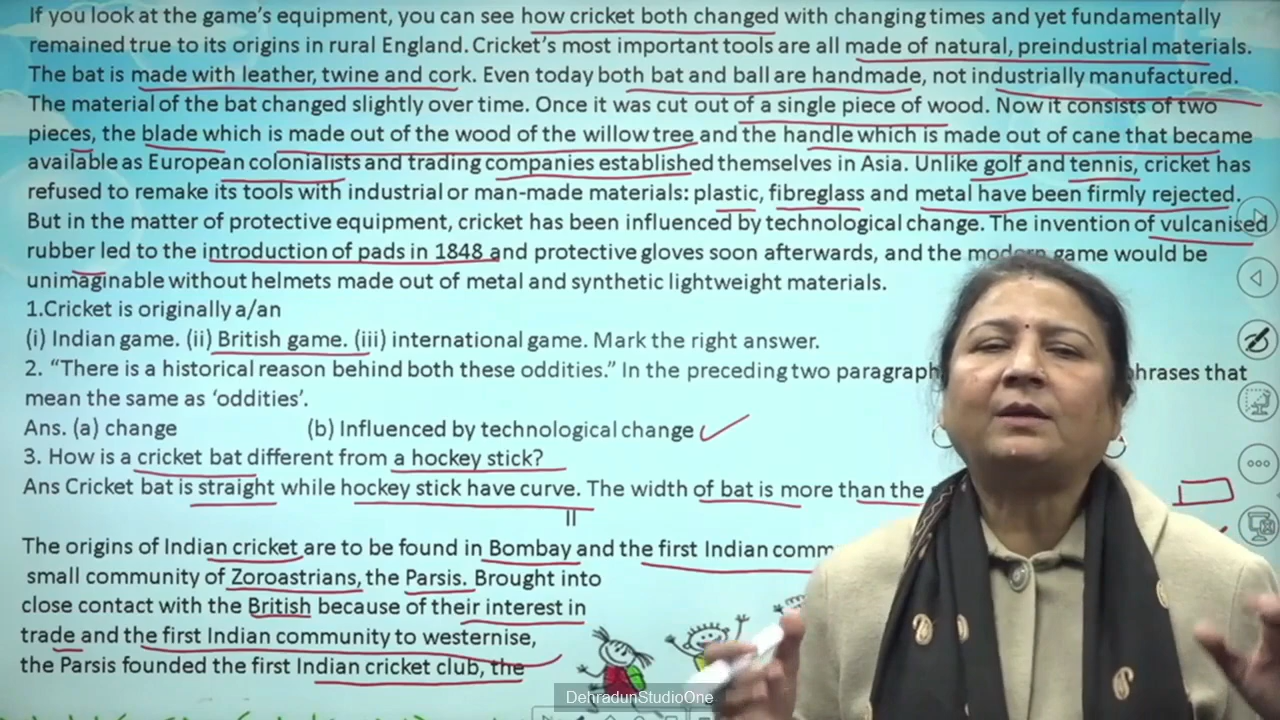 If you look at the game's equipment, you can see how cricket both changed with changing times and yet fundamentally
remained true to its origins in rural England. Cricket's most important tools are all made of natural, preindustrial materials.
The bat is made with leather, twine and cork. Even today both bat and ball are handmade, not industrially manufactured.
The material of the bat changed slightly over time. Once it was cut out of a single piece of wood. Now it consists of two
pieces, the blade which is made out of the wood of the willow tree and the handle which is made out of cane that became
available as European colonialists and trading companies established themselves in Asia. Unlike golf and tennis, cricket has
refused to remake its tools with industrial or man-made materials: plastic, fibreglass and metal have been firmly rejected.
But in the matter of protective equipment, cricket has been influenced by technological change. The invention of vulcanised
rubber led to the introduction of pads in 1848 and protective gloves soon afterwards, and the modern game would be
unimaginable without helmets made out of metal and synthetic lightweight materials.
1.Cricket is originally a/an
(i) Indian game. (ii) British game. (iii) international game. Mark the right answer.
2. “There is a historical reason behind both these oddities.” In the preceding two paragraph hrases that
mean the same as ‘oddities’.
Ans. (a) change (b) Influenced by technological change
3. How is a cricket bat different from a hockey stick?
Ans Cricket bat is straight while hockey stick have curve. The width of bat is more than the
II
The origins of Indian cricket are to be found in Bombay and the first Indian comm
small community of Zoroastrians, the Parsis. Brought into
close contact with the British because of their interest in
trade and the first Indian community to westernise,
the Parsis founded the first Indian cricket club, the
DehradunStudioOne